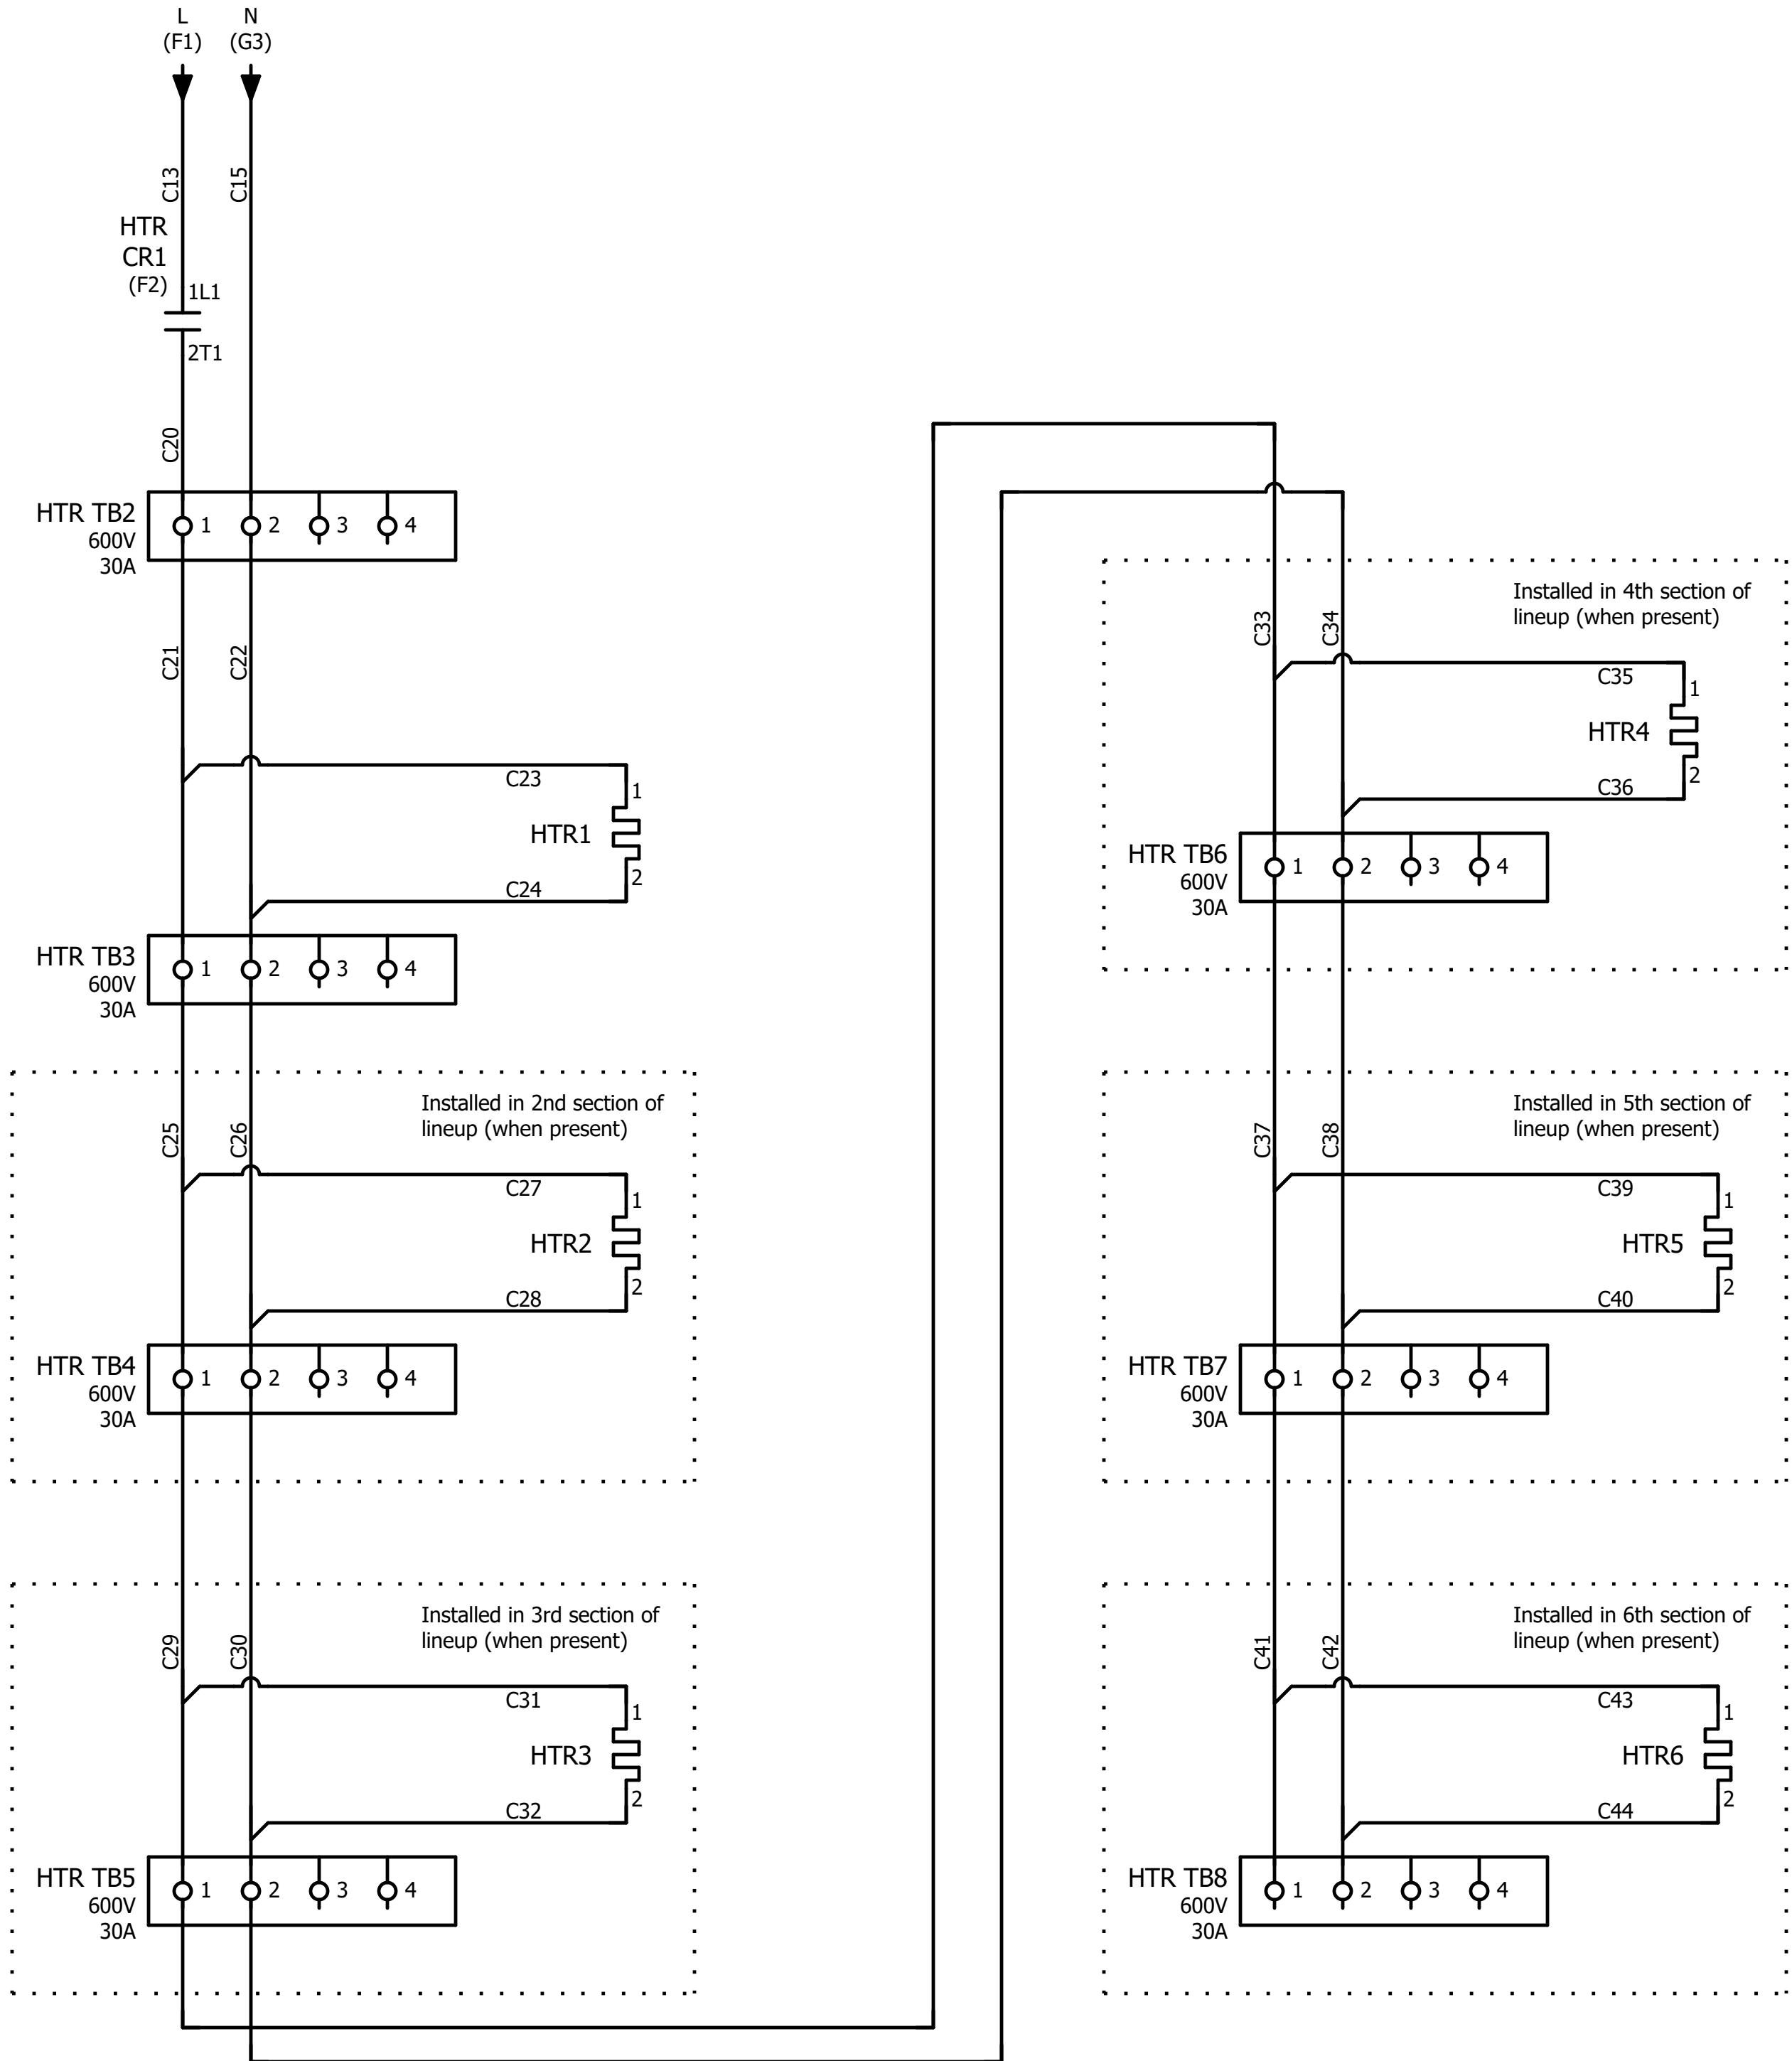 L N
(F1) (G3)
C13 C15
HTR
CR1
(F2)
1L1
2T1
C20
HTR TB2
600V
30A
1 2 3 4
C21 C22
C23
1
HTR1
2
C24
HTR TB3
600V
30A
1 2 3 4
Installed in 2nd section of
lineup (when present)
C25 C26
C27
1
HTR2
2
C28
HTR TB4
600V
30A
1 2 3 4
Installed in 3rd section of
lineup (when present)
C29 C30
C31
1
HTR3
2
C32
HTR TB5
600V
30A
1 2 3 4
Installed in 4th section of
lineup (when present)
C33 C34
C35
1
HTR4
2
C36
HTR TB6
600V
30A
1 2 3 4
Installed in 5th section of
lineup (when present)
C37 C38
C39
1
HTR5
2
C40
HTR TB7
600V
30A
1 2 3 4
Installed in 6th section of
lineup (when present)
C41 C42
C43
1
HTR6
2
C44
HTR TB8
600V
30A
1 2 3 4